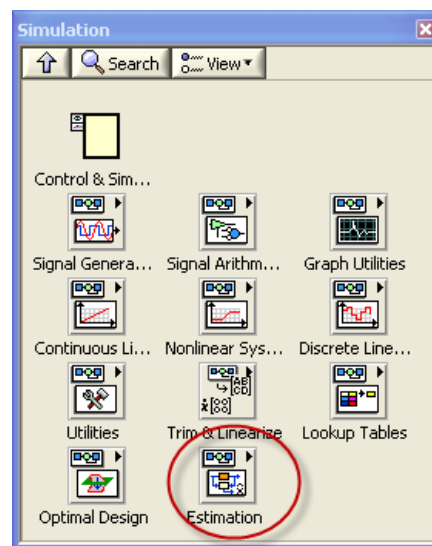 Simulation
Search View
Control & Sim...
Signal Genera... Signal Arithm... Graph Utilities
Continuous Li... Nonlinear Sys... Discrete Line...
Utilities Trim & Linearize Lookup Tables
Optimal Design Estimation